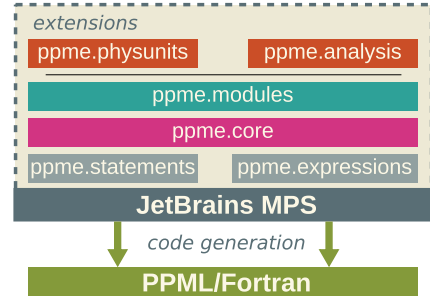 extensions
ppme.physunits ppme.analysis
ppme.modules
ppme.core
ppme.statements ppme.expressions
JetBrains MPS
code generation
PPML/Fortran